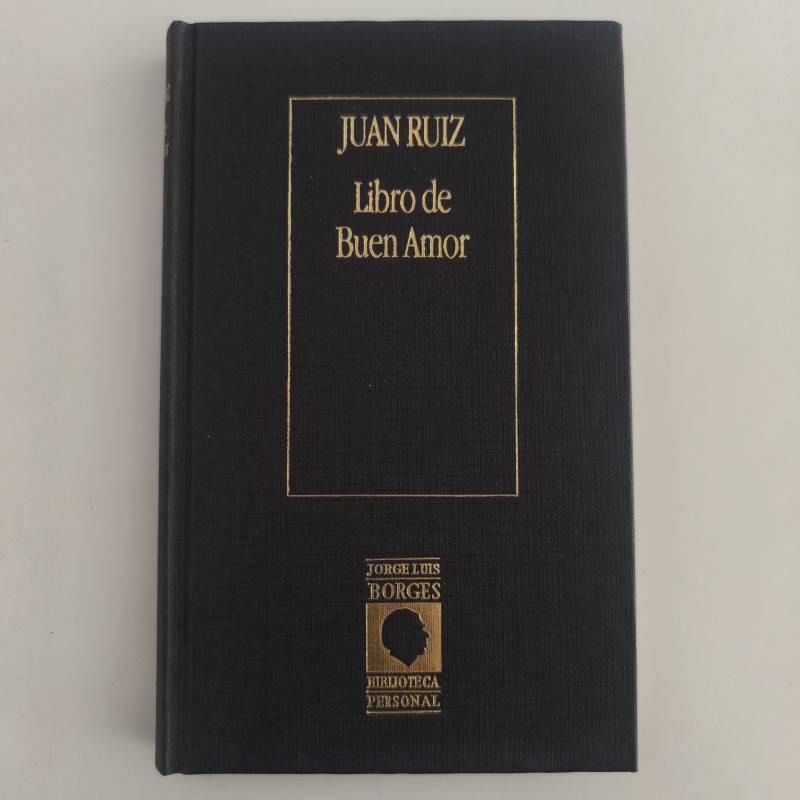 JUAN RUIZ
Libro de
Buen Amor
JORGE LUIS
BORGES
BIBLIOTECA
PERSONAL